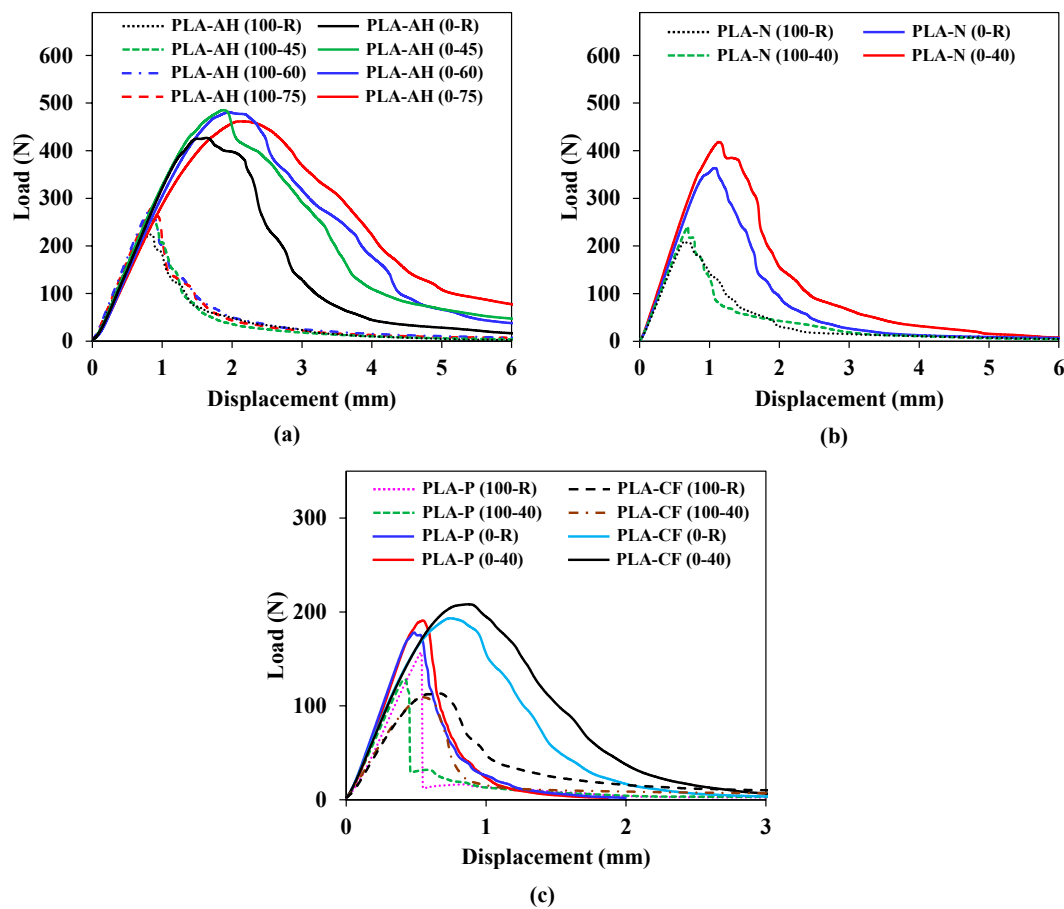 PLA-AH (100-R) PLA-AH (0-R)
PLA-AH (100-45) PLA-AH (0-45)
PLA-AH (100-60) PLA-AH (0-60)
PLA-AH (100-75) PLA-AH (0-75)
600
500
400
300
200
100
0
Load (N)
0 1 2 3 4 5 6
Displacement (mm)
(a)
PLA-N (100-R) PLA-N (0-R)
PLA-N (100-40) PLA-N (0-40)
600
500
400
300
200
100
0
Load (N)
0 1 2 3 4 5 6
Displacement (mm)
(b)
PLA-P (100-R) PLA-CF (100-R)
PLA-P (100-40) PLA-CF (100-40)
PLA-P (0-R) PLA-CF (0-R)
PLA-P (0-40) PLA-CF (0-40)
300
200
100
0
Load (N)
0 1 2 3
Displacement (mm)
(c)